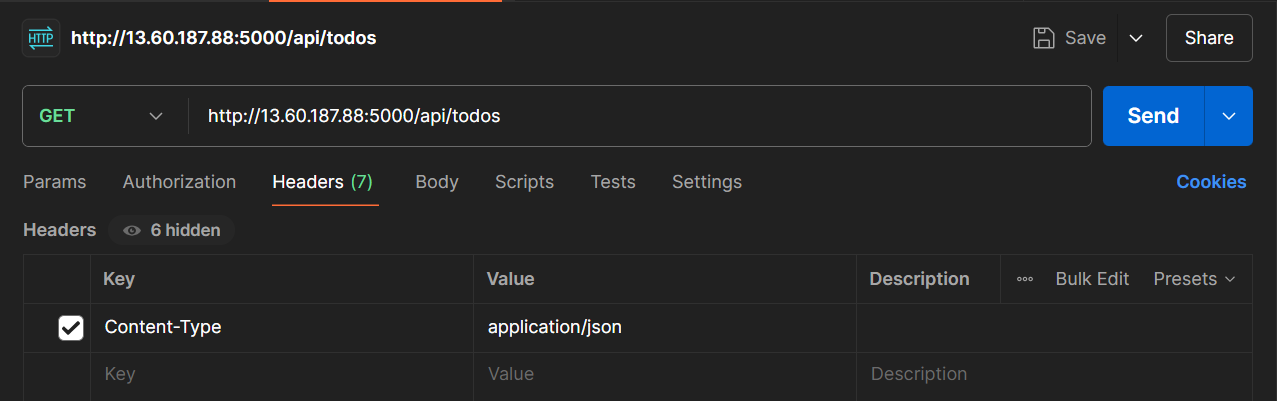 HTTP http://13.60.187.88:5000/api/todos Save Share
GET http://13.60.187.88:5000/api/todos Send
Params Authorization Headers (7) Body Scripts Tests Settings Cookies
Headers 6 hidden
Key Value Description Bulk Edit Presets
Content-Type application/json
Key Value Description